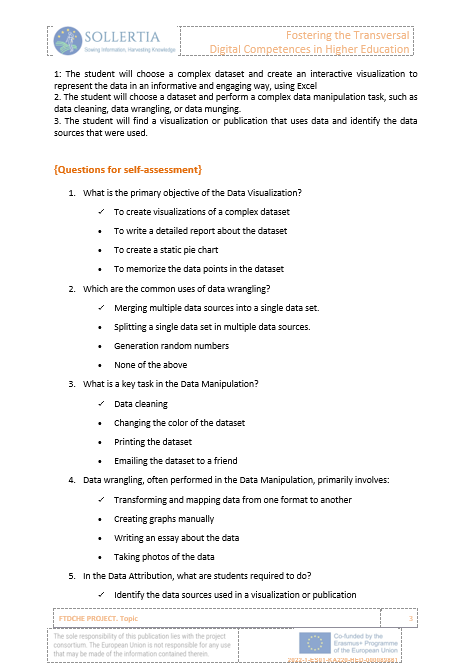 SOLLERTIA
Sowing Information, Harvesting Knowledge
Fostering the Transversal
Digital Competences in Higher Education
1: The student will choose a complex dataset and create an interactive visualization to
represent the data in an informative and engaging way, using Excel
2. The student will choose a dataset and perform a complex data manipulation task, such as
data cleaning, data wrangling, or data munging.
3. The student will find a visualization or publication that uses data and identify the data
sources that were used.
{Questions for self-assessment}
1. What is the primary objective of the Data Visualization?
✓ To create visualizations of a complex dataset
• To write a detailed report about the dataset
• To create a static pie chart
• To memorize the data points in the dataset
2. Which are the common uses of data wrangling?
✓ Merging multiple data sources into a single data set.
• Splitting a single data set in multiple data sources.
• Generation random numbers
• None of the above
3. What is a key task in the Data Manipulation?
✓ Data cleaning
• Changing the color of the dataset
• Printing the dataset
• Emailing the dataset to a friend
4. Data wrangling, often performed in the Data Manipulation, primarily involves:
✓ Transforming and mapping data from one format to another
• Creating graphs manually
• Writing an essay about the data
• Taking photos of the data
5. In the Data Attribution, what are students required to do?
✓ Identify the data sources used in a visualization or publication
FTDCHE PROJECT. Topic
3
The sole responsibility of this publication lies with the project
consortium. The European Union is not responsible for any use
that may be made of the information contained therein.
Co-funded by the
Erasmus+ Programme
of the European Union